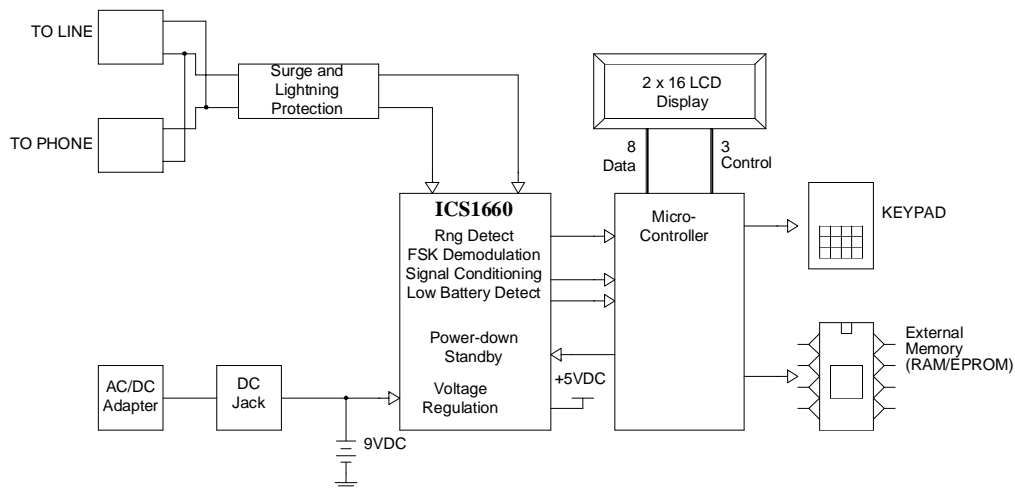 TO LINE
TO PHONE
Surge and
Lightning
Protection
2 x 16 LCD
Display
8
Data
3
Control
ICS1660
Rng Detect
FSK Demodulation
Signal Conditioning
Low Battery Detect
Power-down
Standby
Voltage
Regulation
+5VDC
Micro-
Controller
KEYPAD
External
Memory
(RAM/EPROM)
AC/DC
Adapter
DC
Jack
9VDC